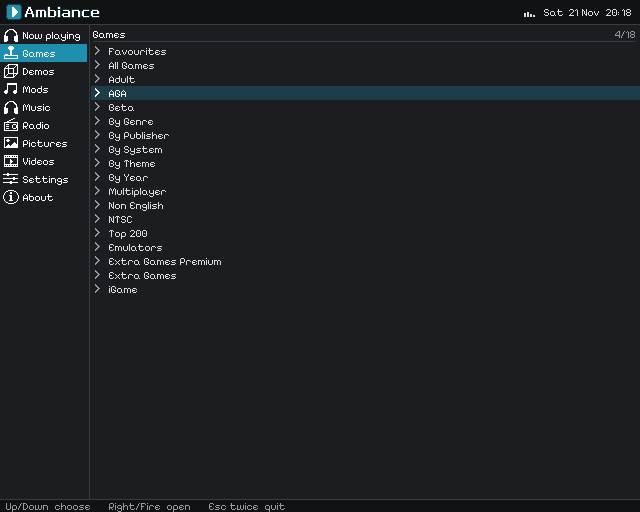 Ambiance
Sat 21 Nov 20:18
Now playing
Games
Demos
Mods
Music
Radio
Pictures
Videos
Settings
About
Games 4/18
Favourites
All Games
Adult
AGA
Beta
By Genre
By Publisher
By System
By Theme
By Year
Multiplayer
Non English
NTSC
Top 200
Emulators
Extra Games Premium
Extra Games
iGame
Up/Down choose Right/Fire open Esc twice quit